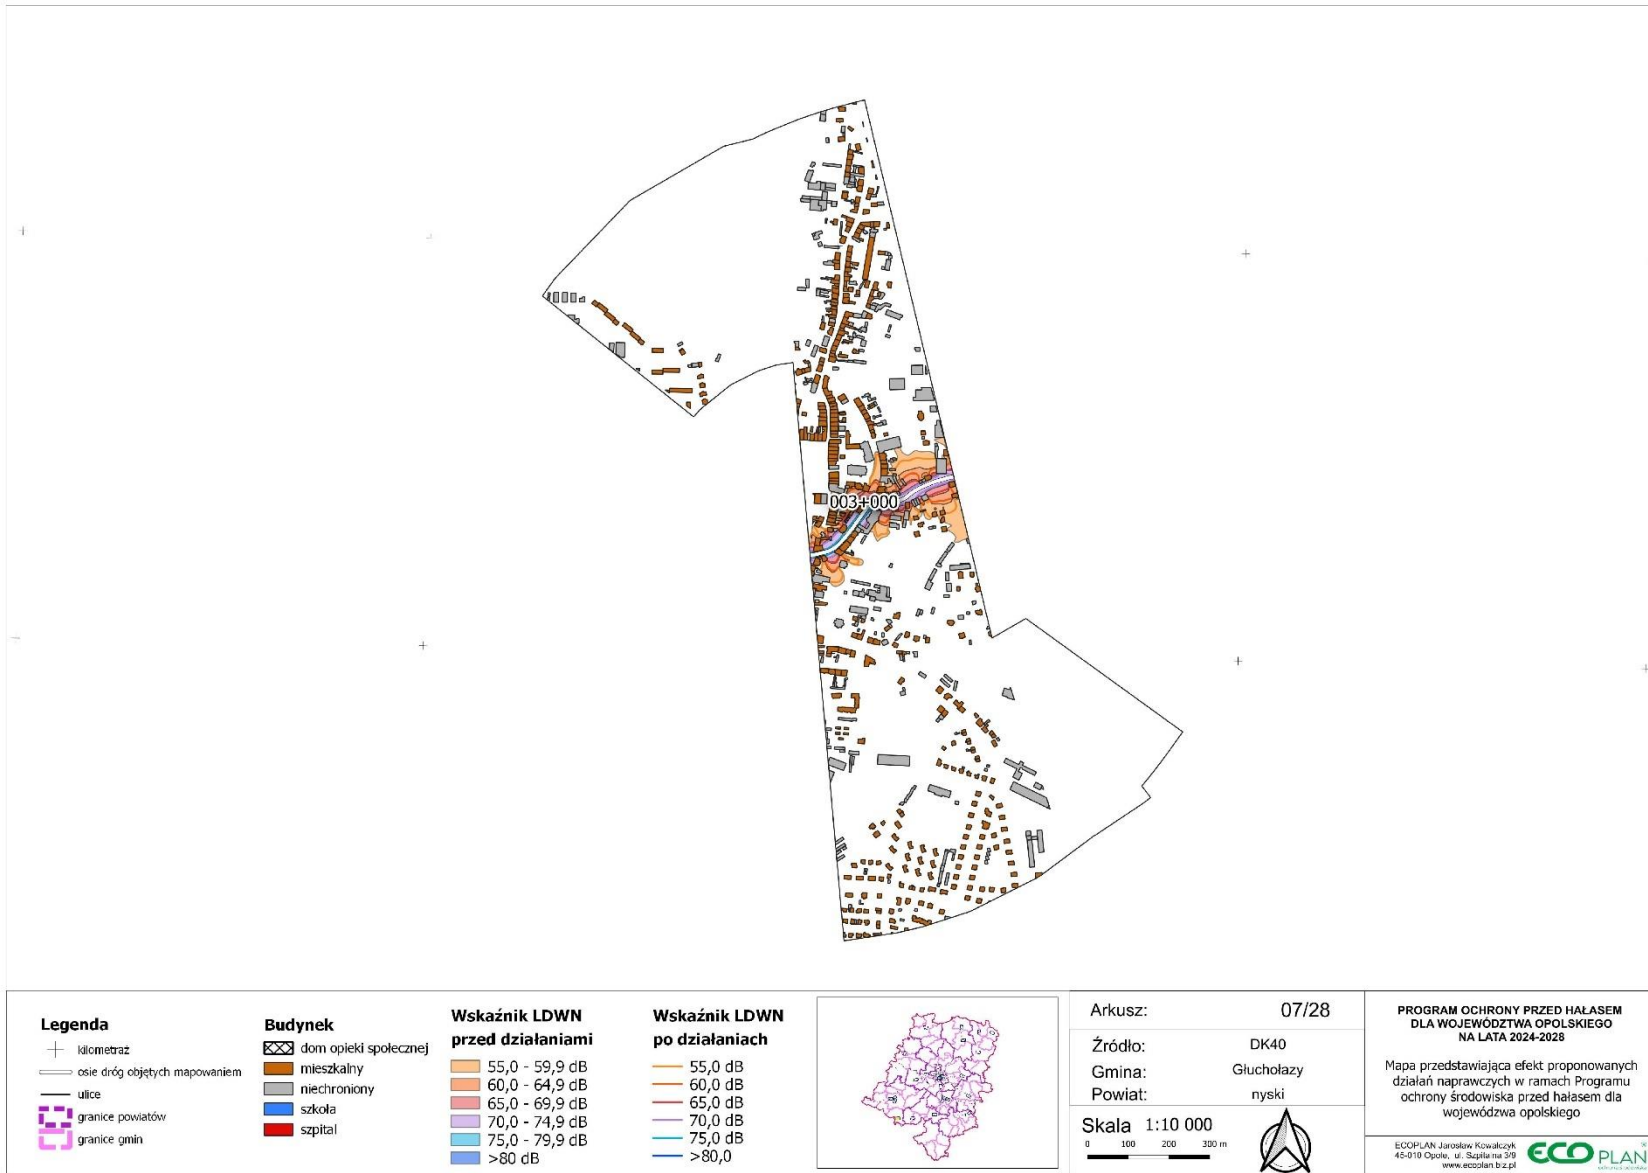 003+000
Legenda
kilometraż
osie dróg objętych mapowaniem
ulice
granice powiatów
granice gmin
Budynek
dom opieki społecznej
mieszkalny
niechroniony
szkoła
szpital
Wskaźnik LDWN
przed działaniami
55,0 - 59,9 dB
60,0 - 64,9 dB
65,0 - 69,9 dB
70,0 - 74,9 dB
75,0 - 79,9 dB
>80 dB
Wskaźnik LDWN
po działaniach
55,0 dB
60,0 dB
65,0 dB
70,0 dB
75,0 dB
>80,0
Arkusz: 07/28
Źródło: DK40
Gmina: Głuchołazy
Powiat: nyski
Skala 1:10 000
0 100 200 300 m
PROGRAM OCHRONY PRZED HAŁASEM
DLA WOJEWÓDZTWA OPOLSKIEGO
NA LATA 2024-2028
Mapa przedstawiająca efekt proponowanych
działań naprawczych w ramach Programu
ochrony środowiska przed hałasem dla
województwa opolskiego
ECOPLAN Jarosław Kowalczyk
45-010 Opole, ul. Szpitalna 3/9
www.ecoplan.biz.pl
ECO PLAN